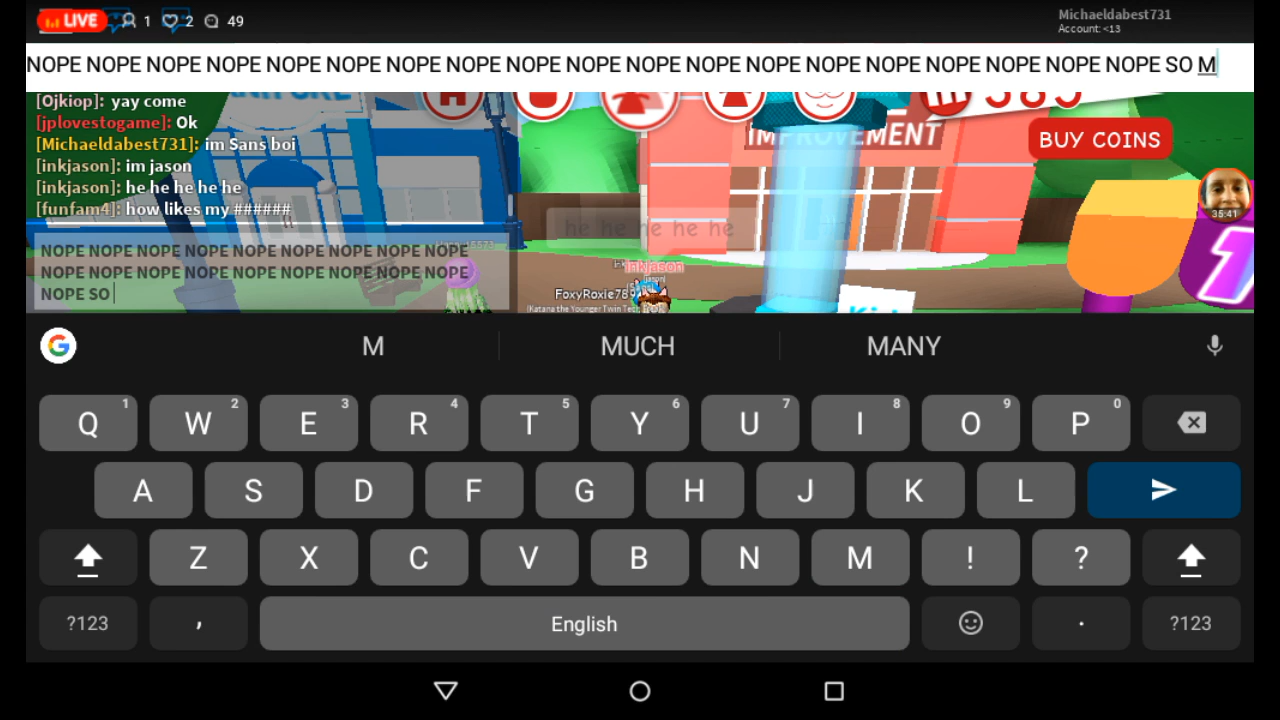 LIVE 1 2 49
Michaeldabest731
Account: <13
NOPE NOPE NOPE NOPE NOPE NOPE NOPE NOPE NOPE NOPE NOPE NOPE NOPE NOPE NOPE NOPE NOPE NOPE NOPE SO M
[Ojkiop]: yay come
[jplovestogame]: Ok
[Michaeldabest731]: im Sans boi
[inkjason]: im jason
[inkjason]: he he he he he
[funfam4]: how likes my ######
NOPE NOPE NOPE NOPE NOPE NOPE NOPE NOPE NOPE
NOPE NOPE NOPE NOPE NOPE NOPE NOPE NOPE NOPE
NOPE SO
IMPROVEMENT
BUY COINS
35:41
he he he he he
inkjason
FoxyRoxie789
M MUCH MANY
Q 1 W 2 E 3 R 4 T 5 Y 6 U 7 I 8 O 9 P 0
A S D F G H J K L
Z X C V B N M ! ?
?123 , English . ?123